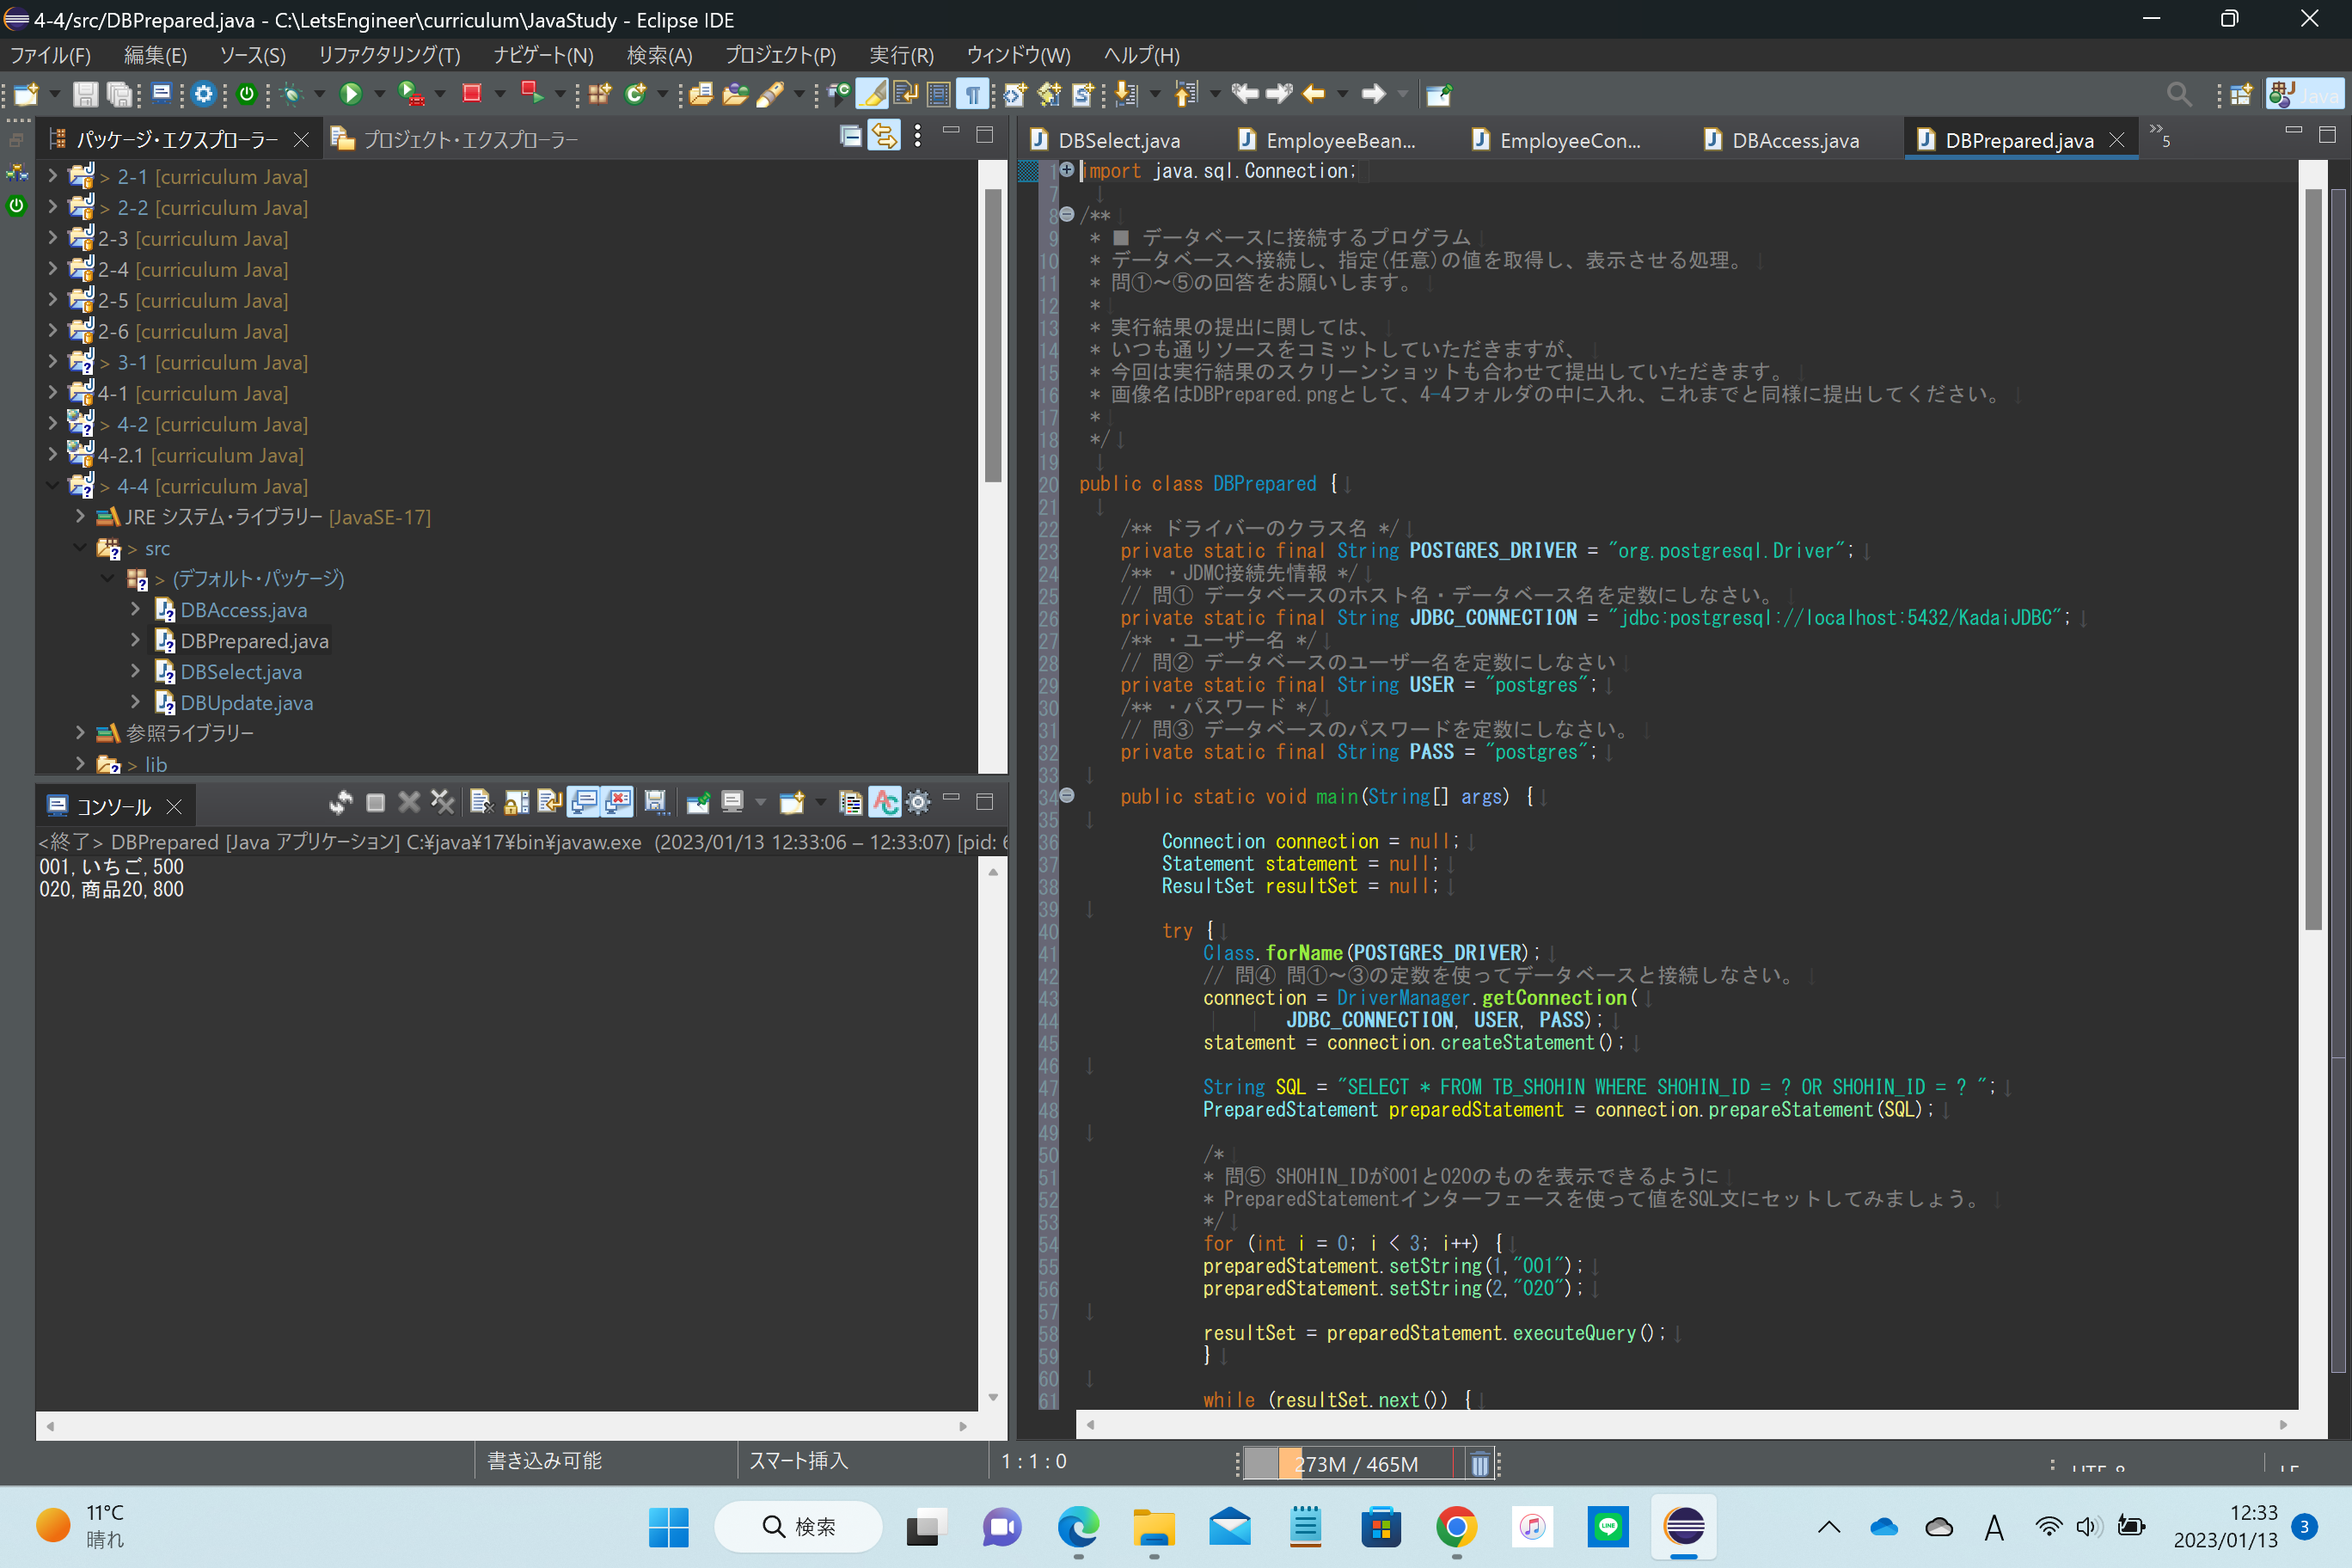 4-4/src/DBPrepared.java - C:\LetsEngineer\curriculum\JavaStudy - Eclipse IDE
ファイル(F) 編集(E) ソース(S) リファクタリング(T) ナビゲート(N) 検索(A) プロジェクト(P) 実行(R) ウィンドウ(W) ヘルプ(H)
Java
パッケージ・エクスプローラー
プロジェクト・エクスプローラー
> 2-1 [curriculum Java]
> 2-2 [curriculum Java]
2-3 [curriculum Java]
2-4 [curriculum Java]
2-5 [curriculum Java]
2-6 [curriculum Java]
> 3-1 [curriculum Java]
4-1 [curriculum Java]
> 4-2 [curriculum Java]
4-2.1 [curriculum Java]
> 4-4 [curriculum Java]
JRE システム・ライブラリー [JavaSE-17]
> src
> (デフォルト・パッケージ)
DBAccess.java
DBPrepared.java
DBSelect.java
DBUpdate.java
参照ライブラリー
> lib
コンソール
<終了> DBPrepared [Java アプリケーション] C:¥java¥17¥bin¥javaw.exe (2023/01/13 12:33:06 – 12:33:07) [pid:
001,いちご,500
020,商品20,800
DBSelect.java EmployeeBean... EmployeeCon... DBAccess.java DBPrepared.java »5
1 import java.sql.Connection;
7
8 /**
9 * ■ データベースに接続するプログラム
10 * データベースへ接続し、指定(任意)の値を取得し、表示させる処理。
11 * 問①～⑤の回答をお願いします。
12 *
13 * 実行結果の提出に関しては、
14 * いつも通りソースをコミットしていただきますが、
15 * 今回は実行結果のスクリーンショットも合わせて提出していただきます。
16 * 画像名はDBPrepared.pngとして、4-4フォルダの中に入れ、これまでと同様に提出してください。
17 *
18 */
19
20 public class DBPrepared {
21
22 /** ドライバーのクラス名 */
23 private static final String POSTGRES_DRIVER = "org.postgresql.Driver";
24 /** ・JDMC接続先情報 */
25 // 問① データベースのホスト名・データベース名を定数にしなさい。
26 private static final String JDBC_CONNECTION = "jdbc:postgresql://localhost:5432/KadaiJDBC";
27 /** ・ユーザー名 */
28 // 問② データベースのユーザー名を定数にしなさい
29 private static final String USER = "postgres";
30 /** ・パスワード */
31 // 問③ データベースのパスワードを定数にしなさい。
32 private static final String PASS = "postgres";
33
34 public static void main(String[] args) {
35
36 Connection connection = null;
37 Statement statement = null;
38 ResultSet resultSet = null;
39
40 try {
41 Class.forName(POSTGRES_DRIVER);
42 // 問④ 問①～③の定数を使ってデータベースと接続しなさい。
43 connection = DriverManager.getConnection(
44 JDBC_CONNECTION, USER, PASS);
45 statement = connection.createStatement();
46
47 String SQL = "SELECT * FROM TB_SHOHIN WHERE SHOHIN_ID = ? OR SHOHIN_ID = ? ";
48 PreparedStatement preparedStatement = connection.prepareStatement(SQL);
49
50 /*
51 * 問⑤ SHOHIN_IDが001と020のものを表示できるように
52 * PreparedStatementインターフェースを使って値をSQL文にセットしてみましょう。
53 */
54 for (int i = 0; i < 3; i++) {
55 preparedStatement.setString(1,"001");
56 preparedStatement.setString(2,"020");
57
58 resultSet = preparedStatement.executeQuery();
59 }
60
61 while (resultSet.next()) {
書き込み可能 スマート挿入 1 : 1 : 0 273M / 465M
11°C
晴れ
検索
LINE
A
12:33
2023/01/13
3